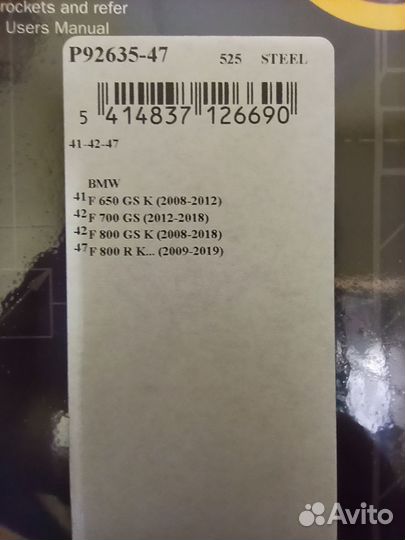 rockets and refer
Users Manual
P92635-47 525 STEEL
5 414837 126690
41-42-47
BMW
41 F 650 GS K (2008-2012)
42 F 700 GS (2012-2018)
42 F 800 GS K (2008-2018)
47 F 800 R K... (2009-2019)
Avito